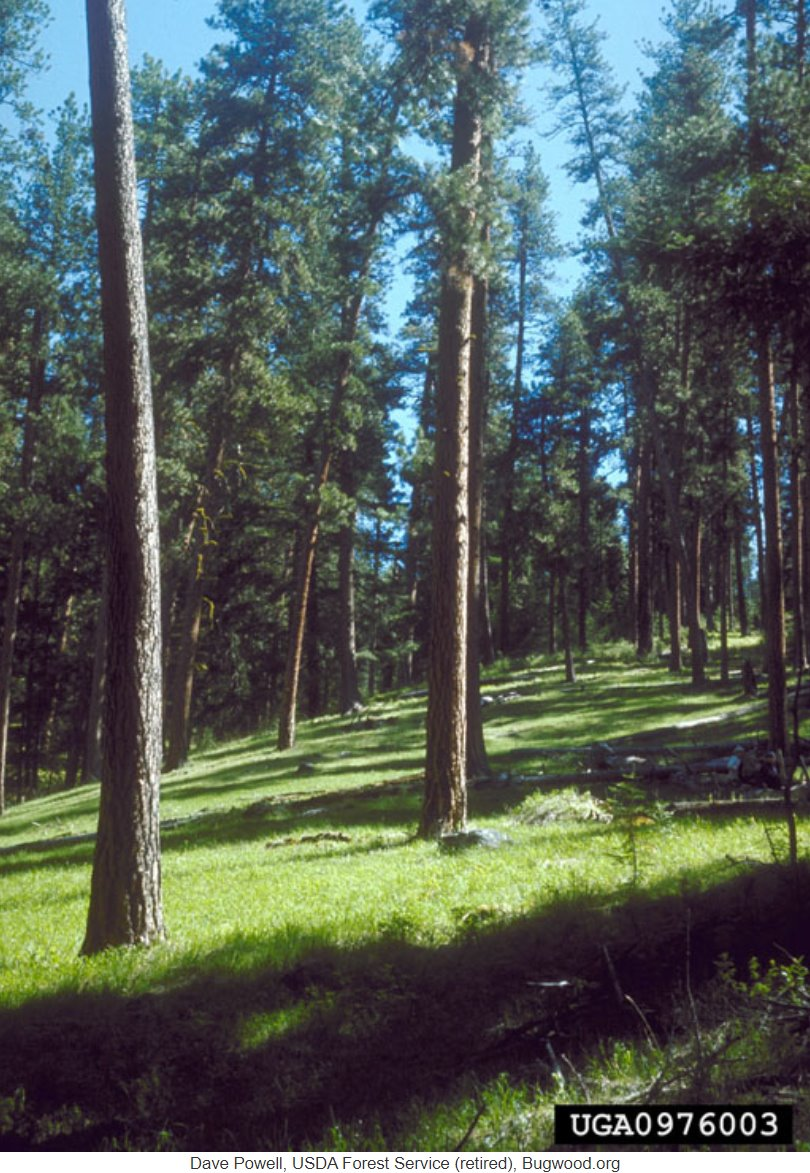 UGA0976003
Dave Powell, USDA Forest Service (retired), Bugwood.org